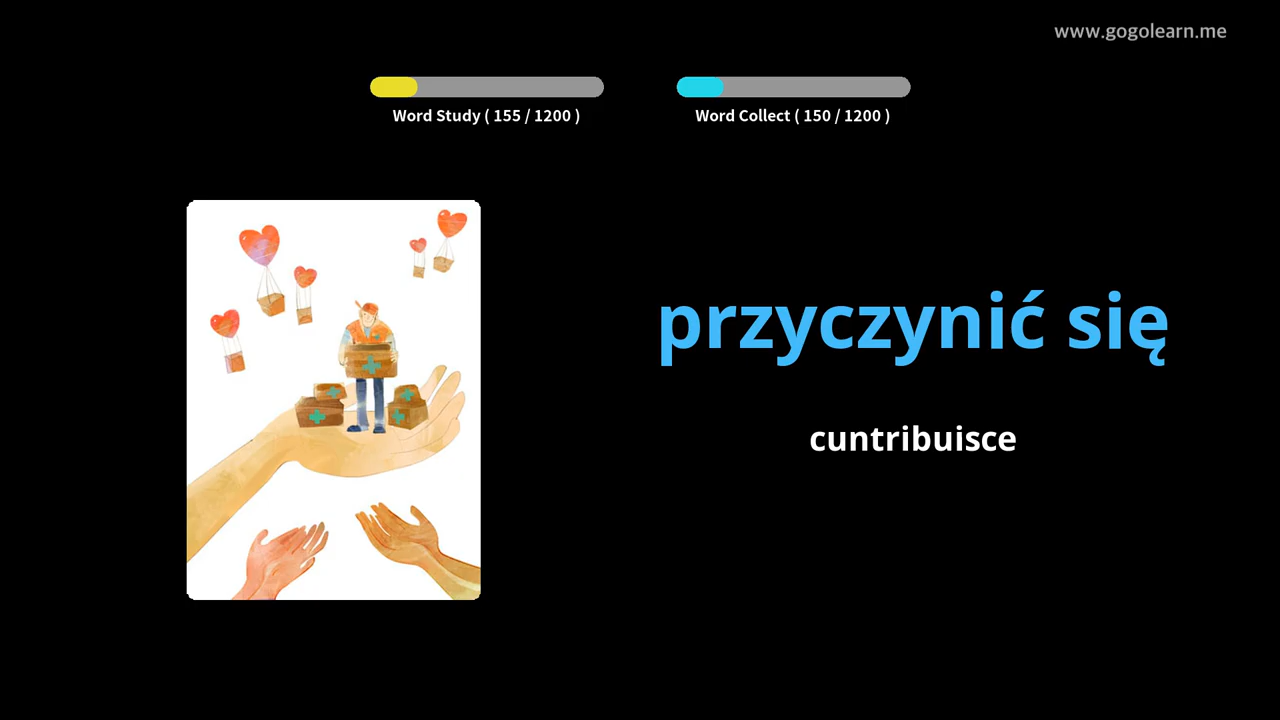 www.gogolearn.me
Word Study ( 155 / 1200 )
Word Collect ( 150 / 1200 )
przyczynić się
cuntribuisce